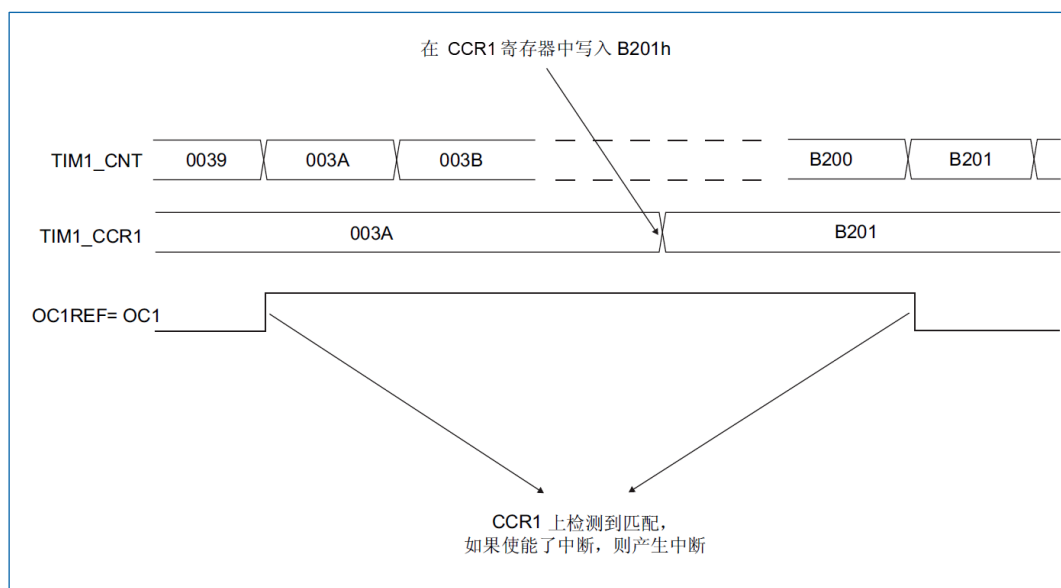 在 CCR1 寄存器中写入 B201h
TIM1_CNT 0039 003A 003B B200 B201
TIM1_CCR1 003A B201
OC1REF= OC1
CCR1 上检测到匹配，
如果使能了中断，则产生中断